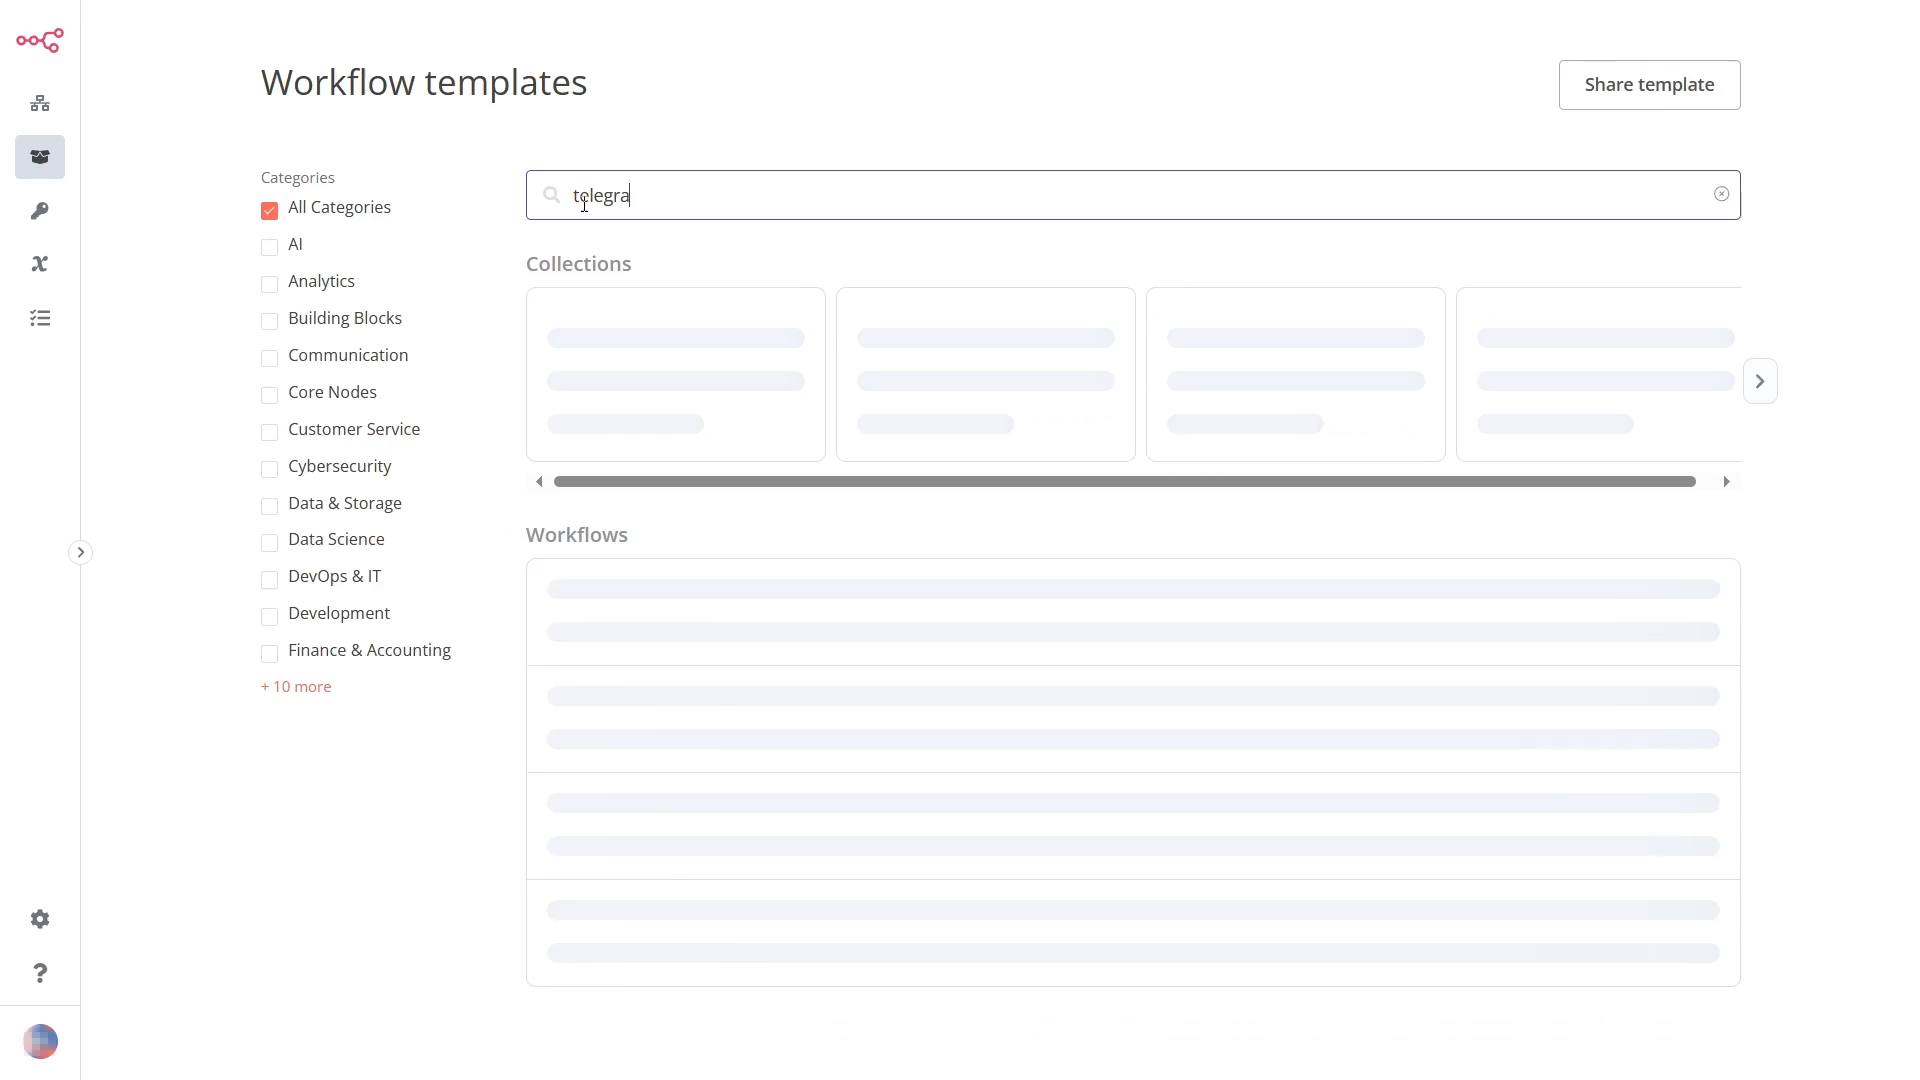 Workflow templates
Share template
Categories
All Categories
AI
Analytics
Building Blocks
Communication
Core Nodes
Customer Service
Cybersecurity
Data & Storage
Data Science
DevOps & IT
Development
Finance & Accounting
+ 10 more
telegra
Collections
Workflows